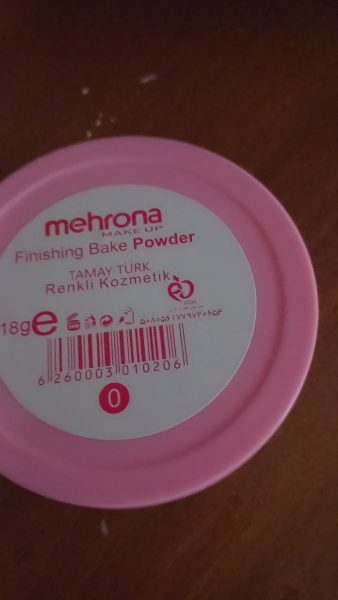 mehrona
MAKE UP
Finishing Bake Powder
TAMAY TÜRK
Renkli Kozmetik
18g e
6 260003 010206
0